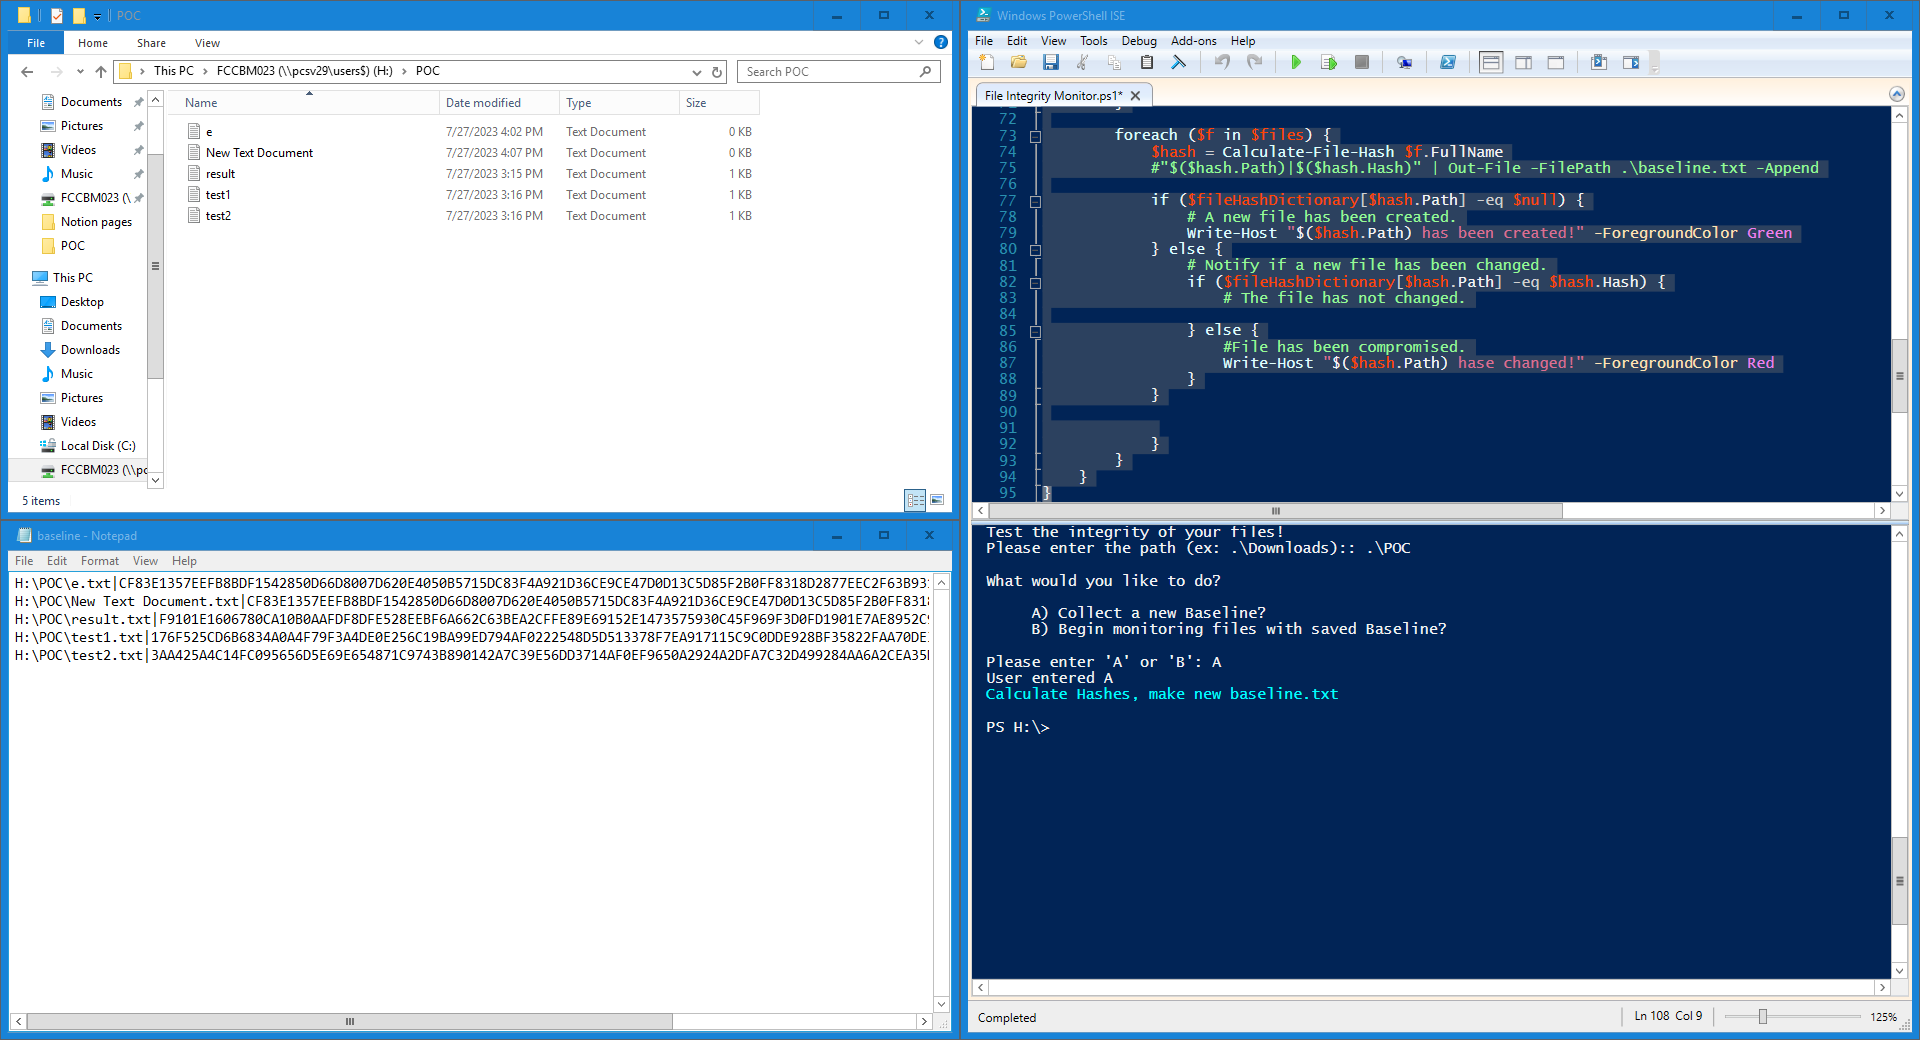 POC
File Home Share View
This PC > FCCBM023 (\\pcsv29\users$) (H:) > POC
Search POC
Documents
Pictures
Videos
Music
FCCBM023 (\
Notion pages
POC
This PC
Desktop
Documents
Downloads
Music
Pictures
Videos
Local Disk (C:)
FCCBM023 (\\pc
Name Date modified Type Size
e 7/27/2023 4:02 PM Text Document 0 KB
New Text Document 7/27/2023 4:07 PM Text Document 0 KB
result 7/27/2023 3:15 PM Text Document 1 KB
test1 7/27/2023 3:16 PM Text Document 1 KB
test2 7/27/2023 3:16 PM Text Document 1 KB
5 items
baseline - Notepad
File Edit Format View Help
H:\POC\e.txt|CF83E1357EEFB8BDF1542850D66D8007D620E4050B5715DC83F4A921D36CE9CE47D0D13C5D85F2B0FF8318D2877EEC2F63B931
H:\POC\New Text Document.txt|CF83E1357EEFB8BDF1542850D66D8007D620E4050B5715DC83F4A921D36CE9CE47D0D13C5D85F2B0FF8318
H:\POC\result.txt|F9101E1606780CA10B0AAFDF8DFE528EEBF6A662C63BEA2CFFE89E69152E1473575930C45F969F3D0FD1901E7AE8952C9
H:\POC\test1.txt|176F525CD6B6834A0A4F79F3A4DE0E256C19BA99ED794AF0222548D5D513378F7EA917115C9C0DDE928BF35822FAA70DE
H:\POC\test2.txt|3AA425A4C14FC095656D5E69E654871C9743B890142A7C39E56DD3714AF0EF9650A2924A2DFA7C32D499284AA6A2CEA35
Windows PowerShell ISE
File Edit View Tools Debug Add-ons Help
File Integrity Monitor.ps1*
72
73 foreach ($f in $files) {
74 $hash = Calculate-File-Hash $f.FullName
75 #"$($hash.Path)|$($hash.Hash)" | Out-File -FilePath .\baseline.txt -Append
76
77 if ($fileHashDictionary[$hash.Path] -eq $null) {
78 # A new file has been created.
79 Write-Host "$($hash.Path) has been created!" -ForegroundColor Green
80 } else {
81 # Notify if a new file has been changed.
82 if ($fileHashDictionary[$hash.Path] -eq $hash.Hash) {
83 # The file has not changed.
84
85 } else {
86 #File has been compromised.
87 Write-Host "$($hash.Path) hase changed!" -ForegroundColor Red
88 }
89 }
90
91
92 }
93 }
94 }
95 }
Test the integrity of your files!
Please enter the path (ex: .\Downloads):: .\POC
What would you like to do?
A) Collect a new Baseline?
B) Begin monitoring files with saved Baseline?
Please enter 'A' or 'B': A
User entered A
Calculate Hashes, make new baseline.txt
PS H:\>
Completed
Ln 108 Col 9
125%